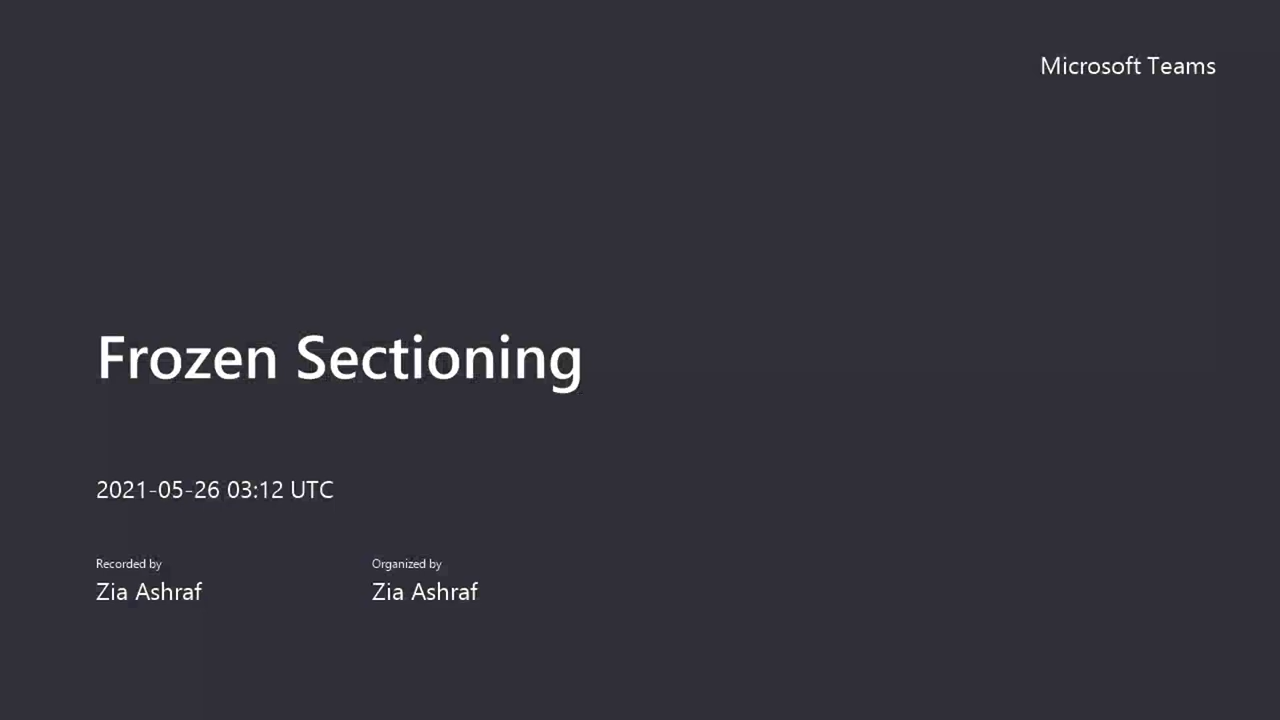 Microsoft Teams
Frozen Sectioning
2021-05-26 03:12 UTC
Recorded by
Zia Ashraf
Organized by
Zia Ashraf